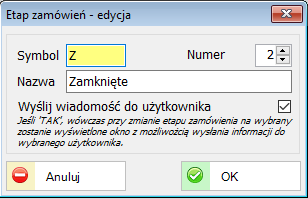 Etap zamówień - edycja
Symbol Z Numer 2
Nazwa Zamknięte
Wyślij wiadomość do użytkownika
Jeśli 'TAK', wówczas przy zmianie etapu zamówienia na wybrany
zostanie wyświetlone okno z możliwozcią wysłania informacji do
wybranego użytkownika.
Anuluj OK